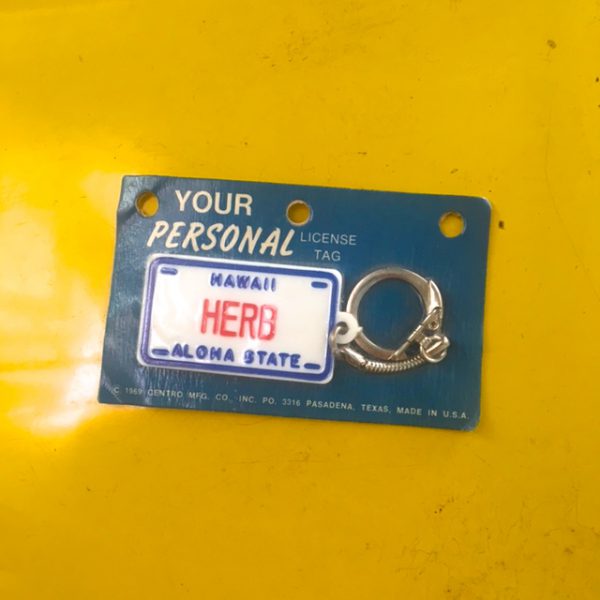 YOUR
PERSONAL LICENSE
TAG
HAWAII
HERB
ALOHA STATE
© 1969 CENTRO MFG. CO., INC. PO. 3316 PASADENA, TEXAS, MADE IN U.S.A.